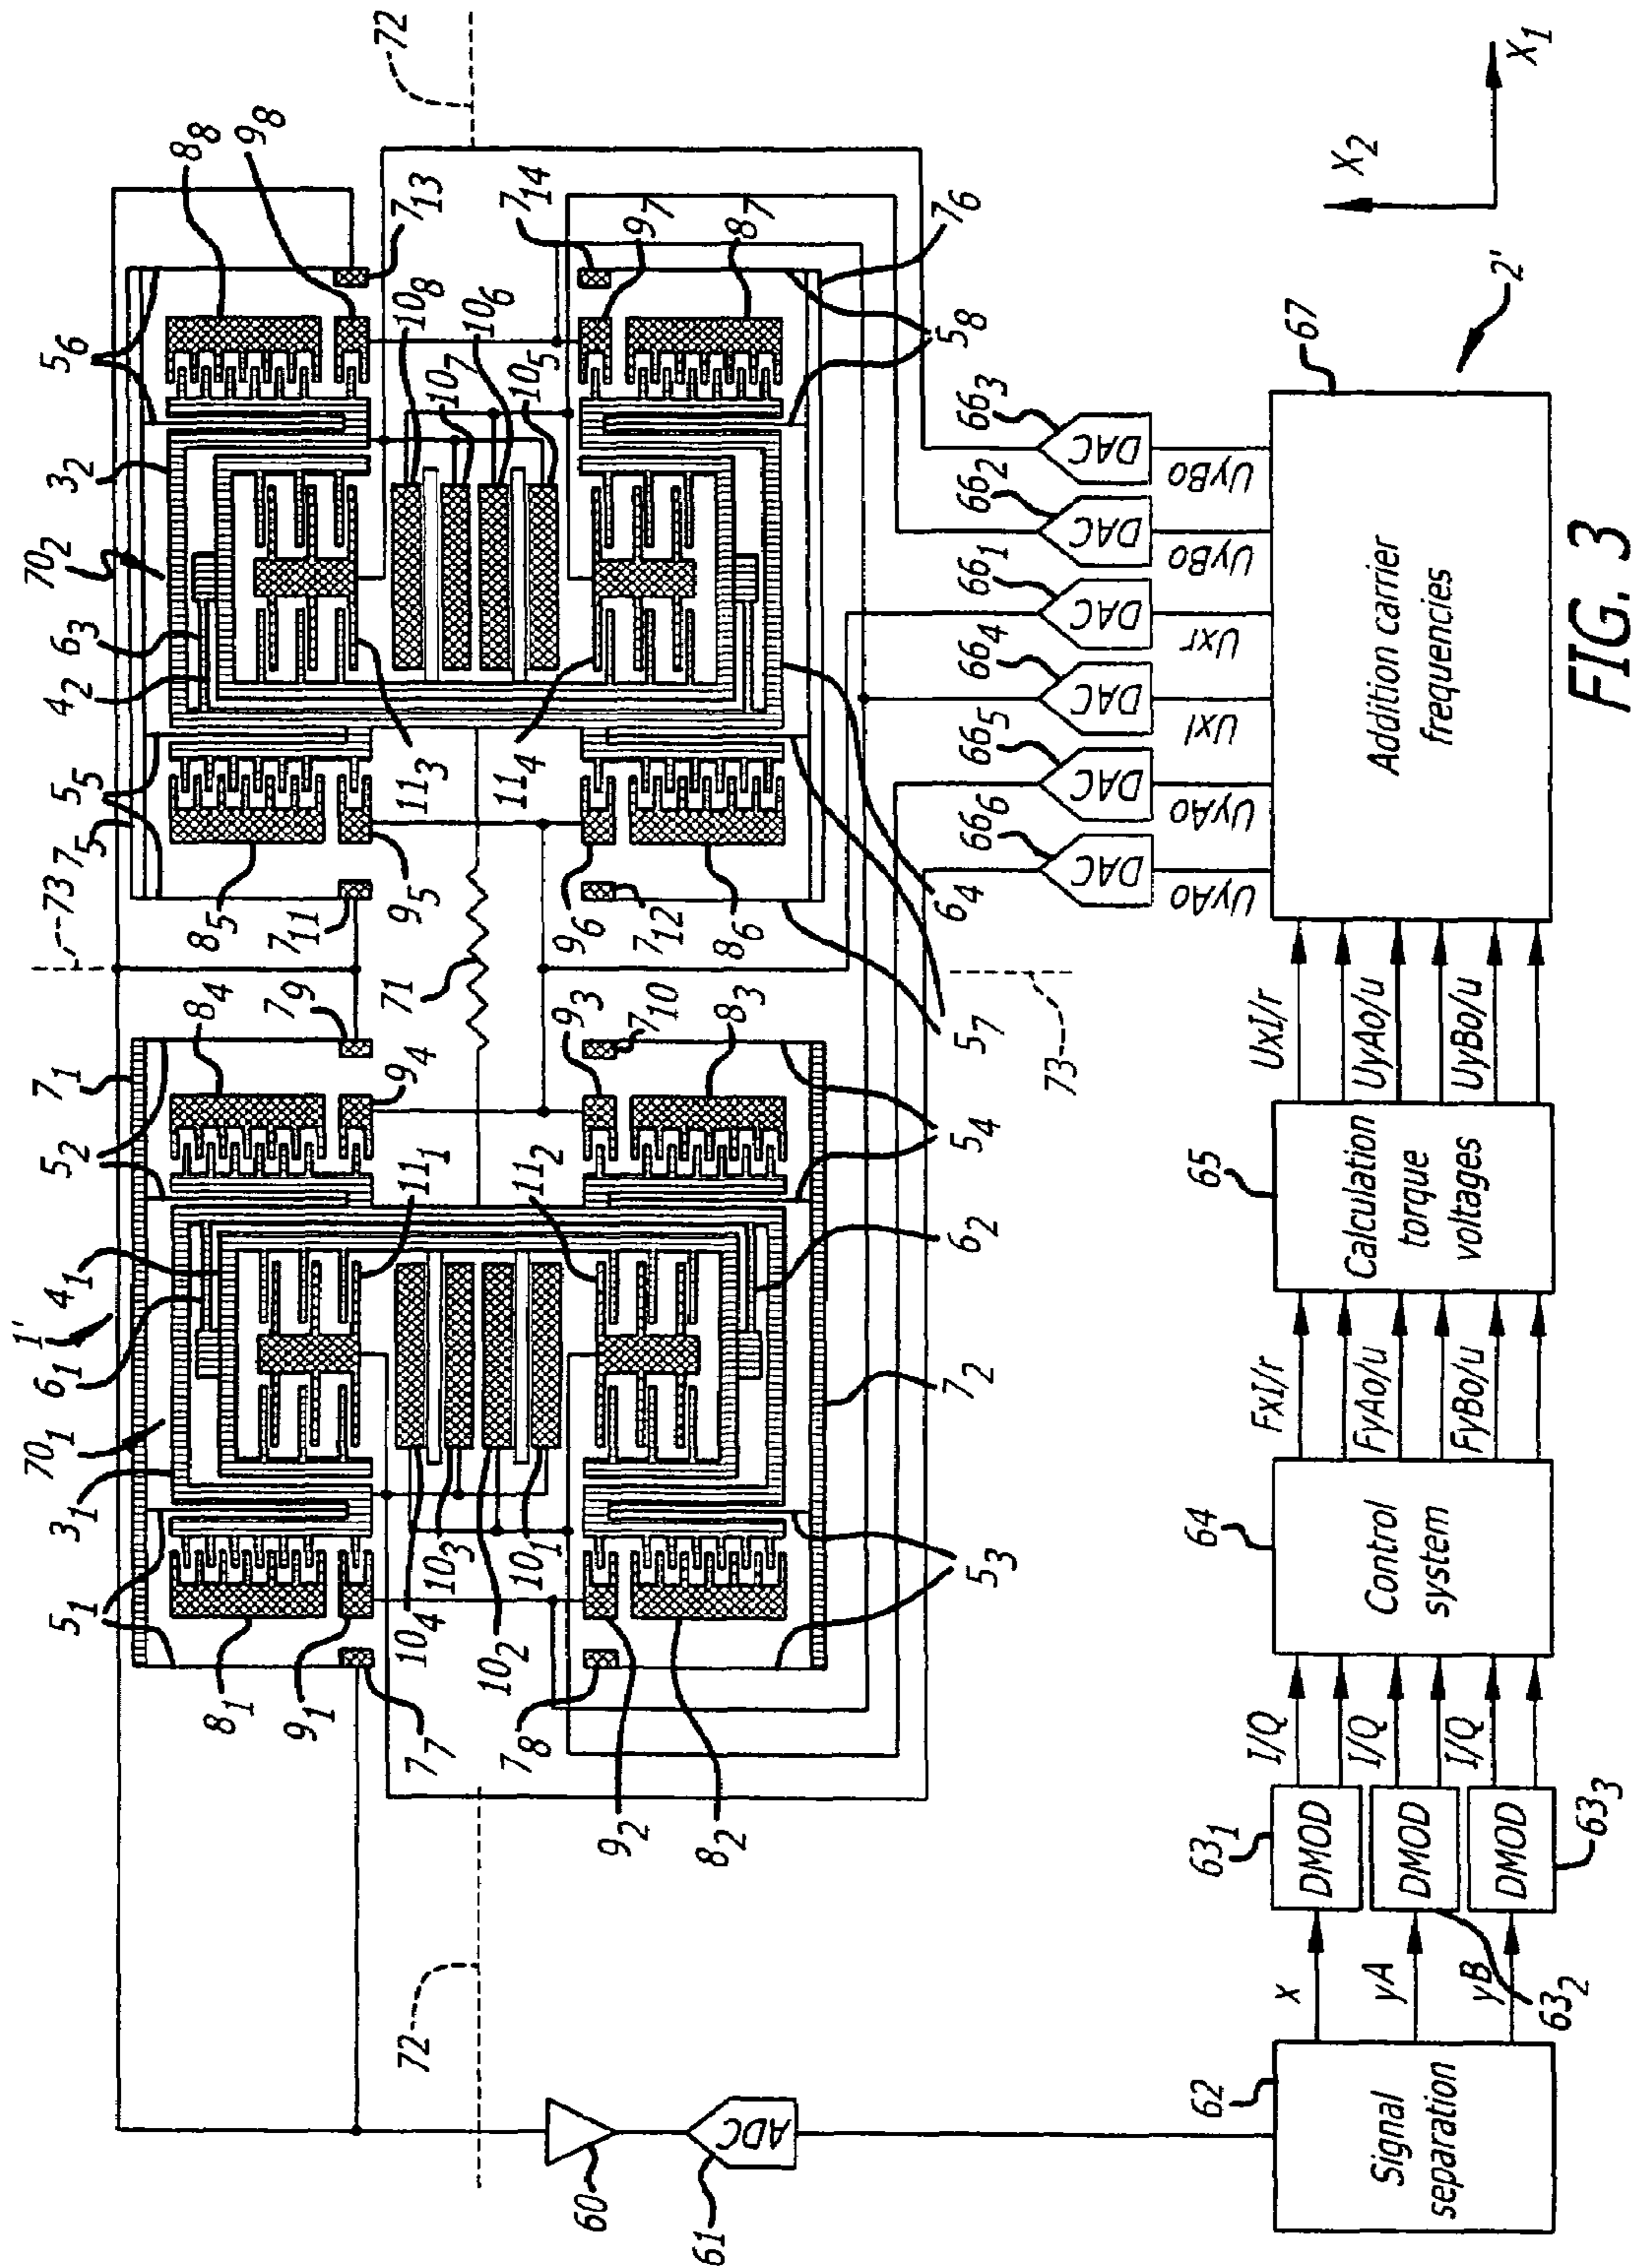 1'
70₁
3₁
6₁
4₁
7₁
5₁
5₂
8₁
9₁
8₄
7₉
9₄
73
7₅
5₅
4₂
6₃
70₂
3₂
5₆
8₈
9₈
72
8₅
7₁₁
9₅
7₁₃
7₇
10₄
10₃
10₂
10₁
11₁
11₂
71
11₃
11₄
10₈
10₇
10₆
10₅
7₁₄
9₇
8₇
7₈
9₂
8₂
5₃
7₂
6₂
5₄
9₃
7₁₀
8₃
9₆
7₁₂
8₆
5₇
6₄
5₈
7₆
72
73
60
61
ADC
66₆
66₅
66₄
66₁
66₂
66₃
DAC
DAC
DAC
DAC
DAC
DAC
UyAo
UyAo
Uxl
Uxr
UyBo
UyBo
X₂
X₁
2'
62
Signal
separation
x
yA
yB
63₁
63₂
63₃
DMOD
DMOD
DMOD
I/Q
I/Q
I/Q
64
Control
system
FxI/r
FyAo/u
FyBo/u
65
Calculation
torque
voltages
UxI/r
UyAo/u
UyBo/u
67
Addition carrier
frequencies
FIG. 3